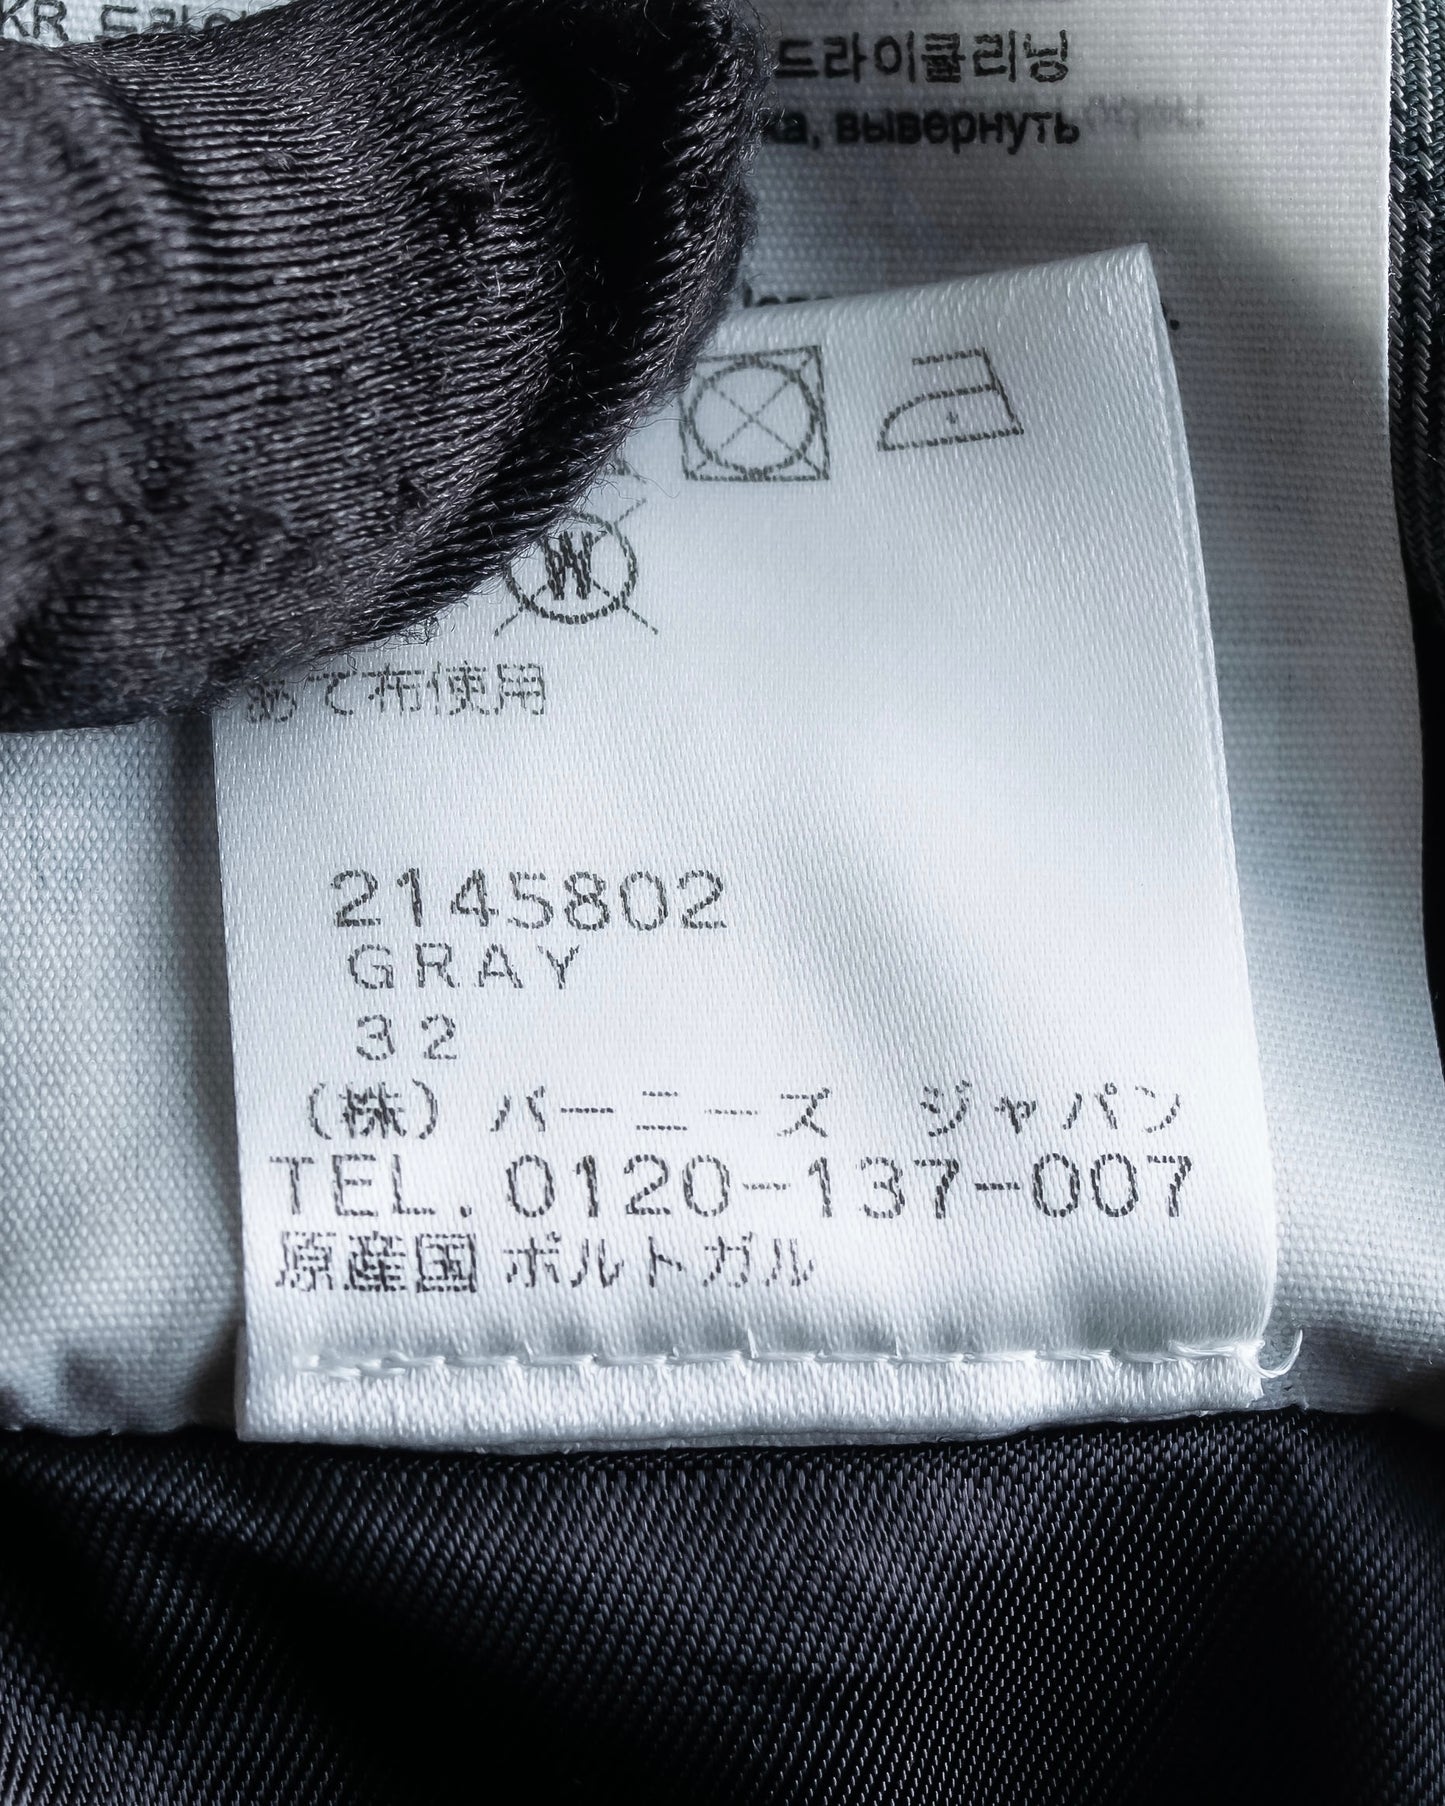 KR
드라이클리닝
вывернуть
W
あて布使用
2145802
GRAY
32
(株) バーニーズ ジャパン
TEL. 0120-137-007
原産国 ポルトガル